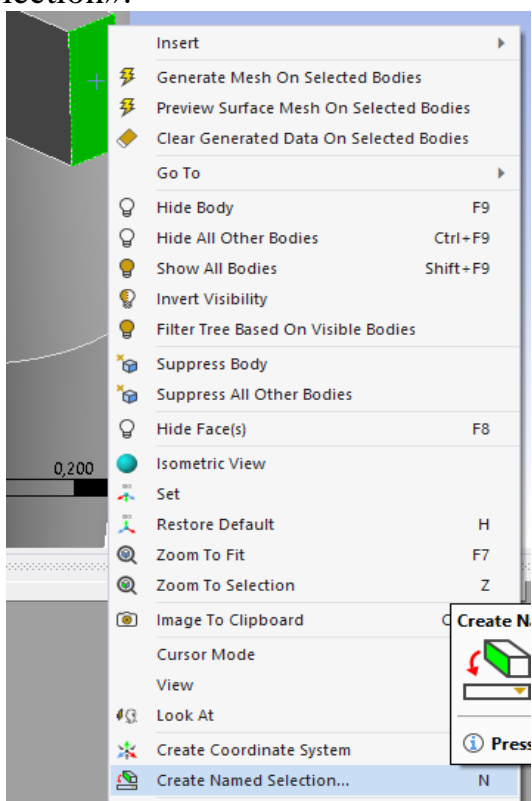 Insert
Generate Mesh On Selected Bodies
Preview Surface Mesh On Selected Bodies
Clear Generated Data On Selected Bodies
Go To
Hide Body F9
Hide All Other Bodies Ctrl+F9
Show All Bodies Shift+F9
Invert Visibility
Filter Tree Based On Visible Bodies
Suppress Body
Suppress All Other Bodies
Hide Face(s) F8
0,200
Isometric View
Set
Restore Default H
Zoom To Fit F7
Zoom To Selection Z
Image To Clipboard
Create Na
Cursor Mode
View
Look At
Create Coordinate System
Press
Create Named Selection... N